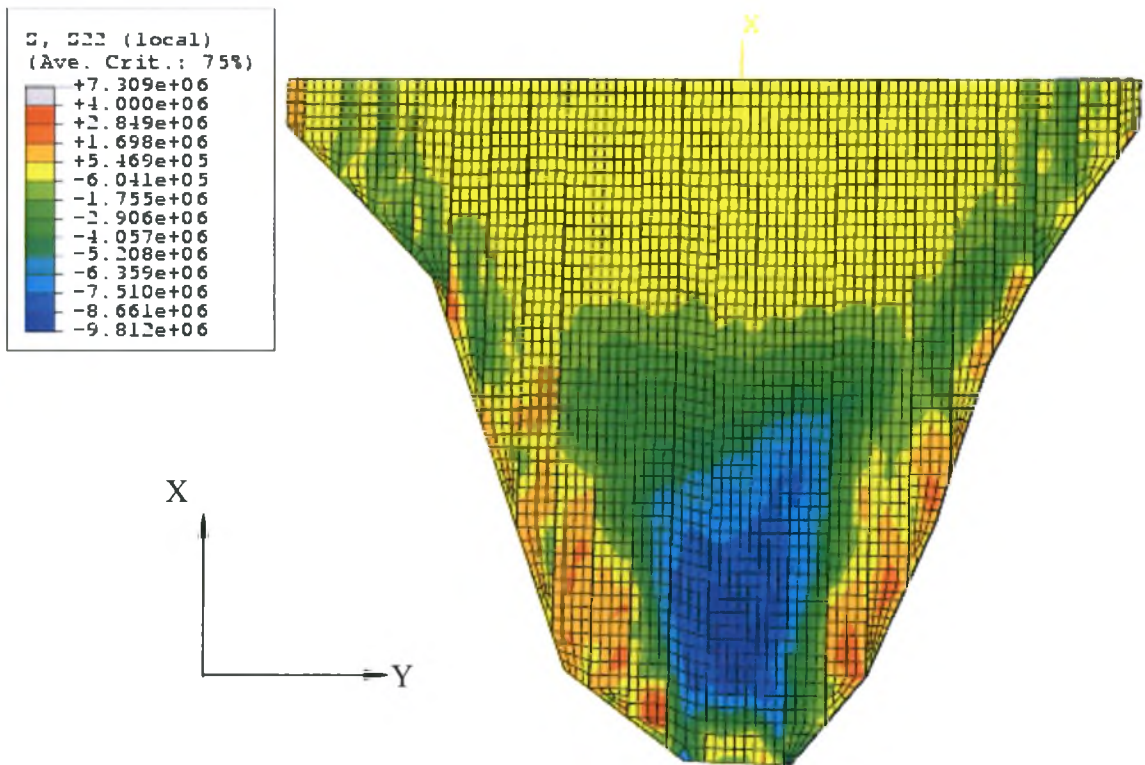 S, S22 (local)
(Ave. Crit.: 75%)
+7.309e+06
+4.000e+06
+2.849e+06
+1.698e+06
+5.469e+05
-6.041e+05
-1.755e+06
-2.906e+06
-4.057e+06
-5.208e+06
-6.359e+06
-7.510e+06
-8.661e+06
-9.812e+06
X
X
Y